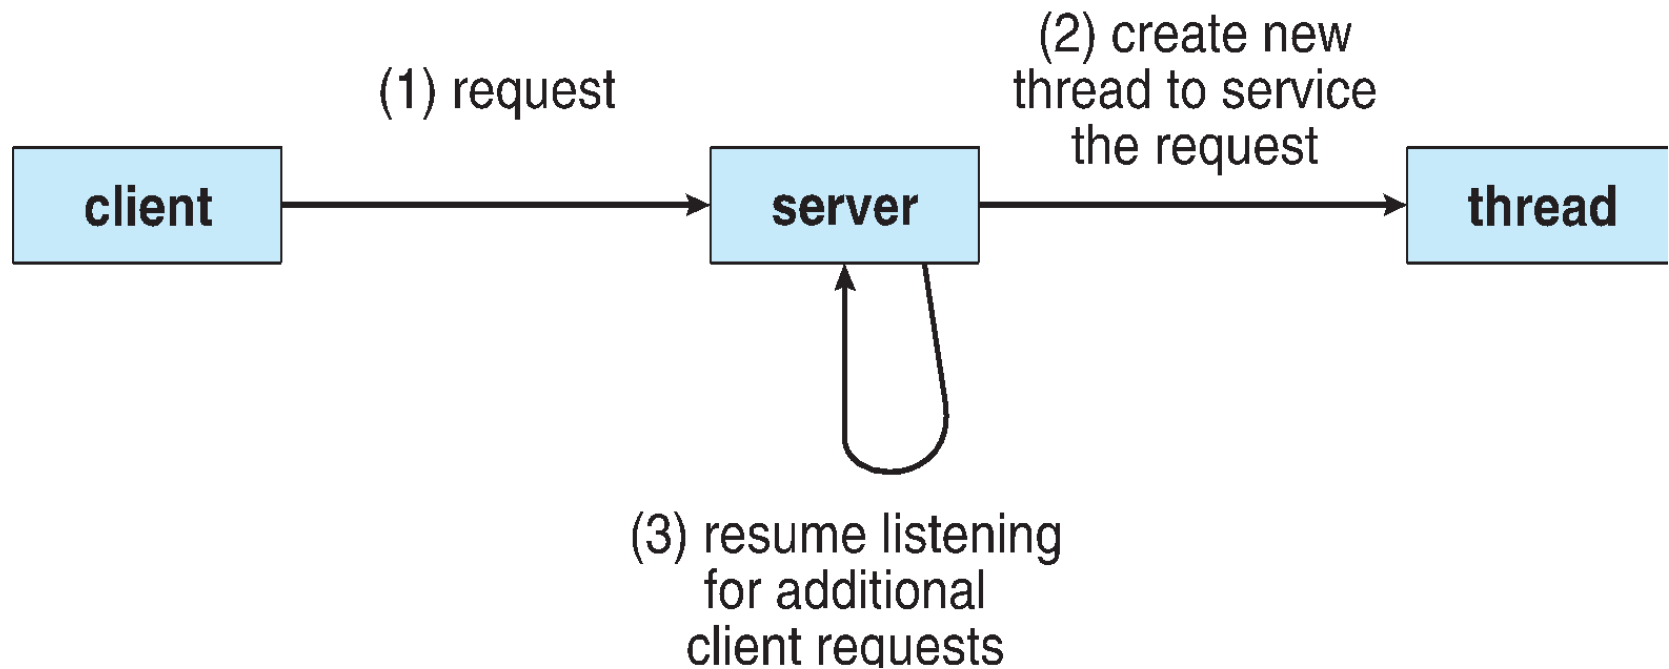 (1) request
(2) create new
thread to service
the request
client
server
thread
(3) resume listening
for additional
client requests